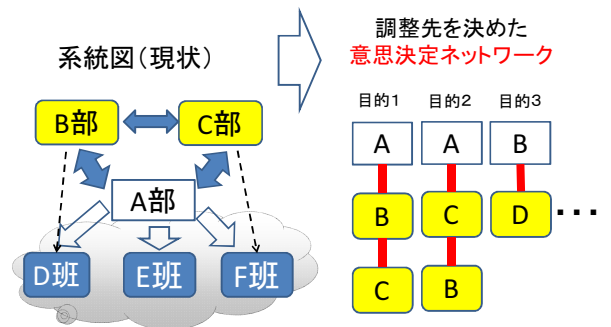 系統図(現状)
B部
C部
A部
D班
E班
F班
調整先を決めた
意思決定ネットワーク
目的1
目的2
目的3
A
A
B
B
C
D
・・・
C
B